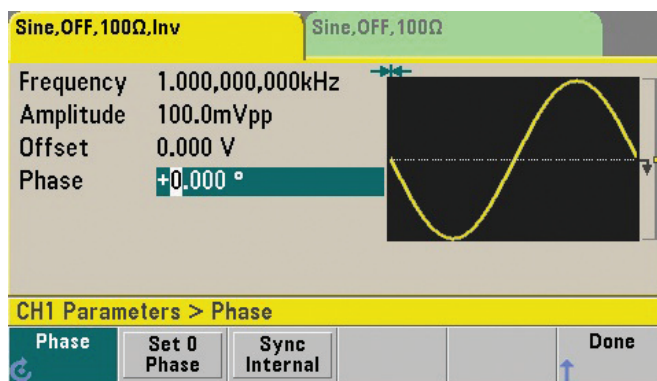 Sine,OFF,100Ω,Inv
Sine,OFF,100Ω
Frequency 1.000,000,000kHz
Amplitude 100.0mVpp
Offset 0.000 V
Phase +0.000 °
CH1 Parameters > Phase
Phase
Set 0 Phase
Sync Internal
Done